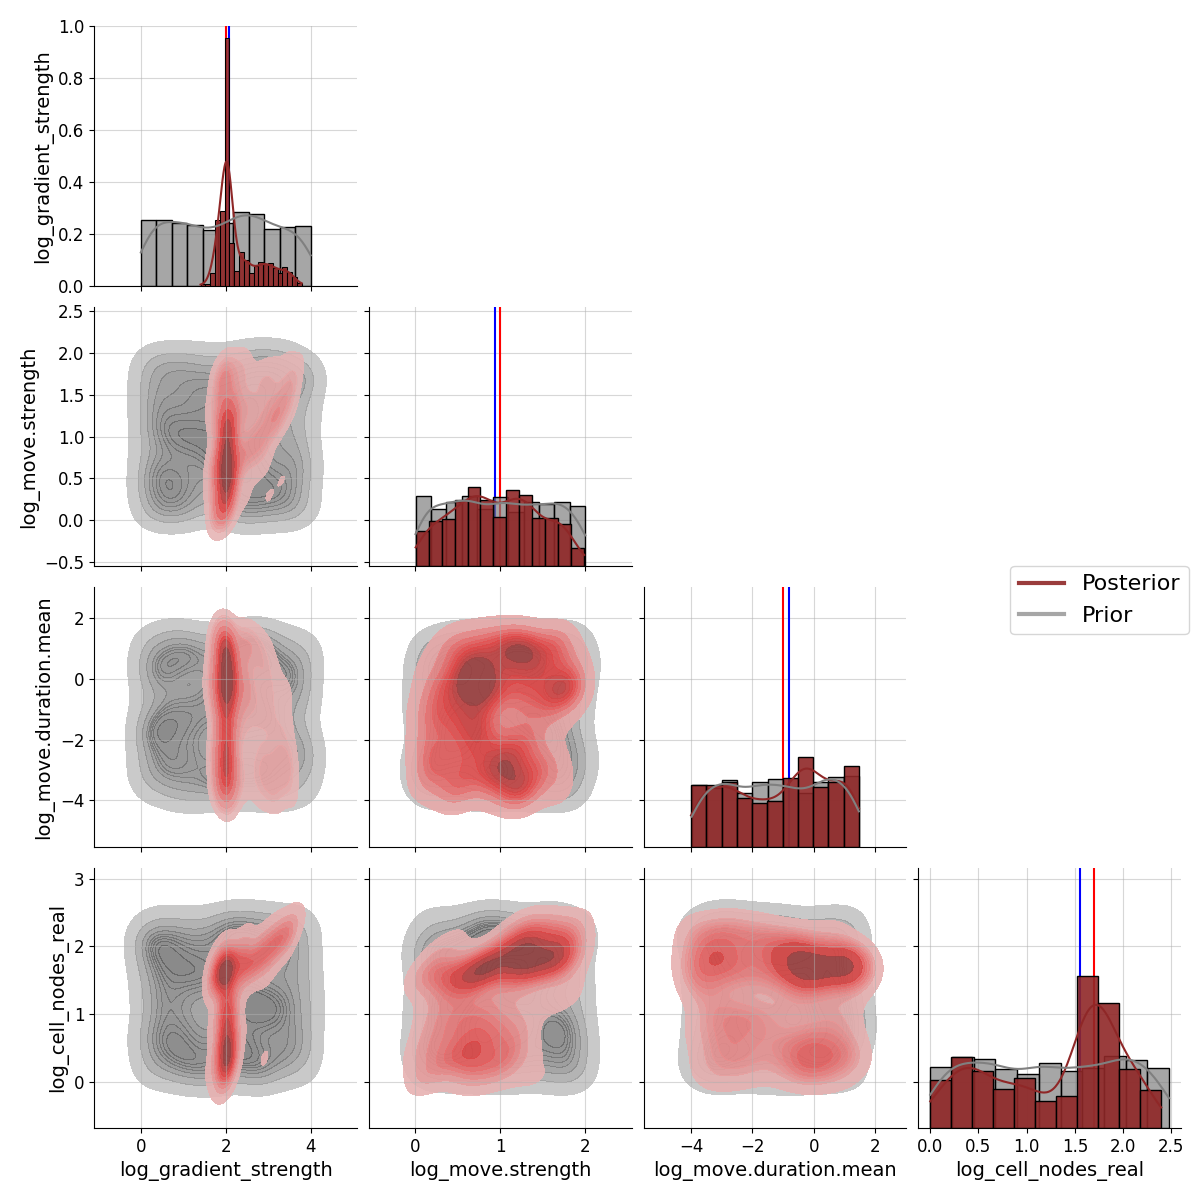 1.0
0.8
0.6
0.4
0.2
0.0
log_gradient_strength
2.5
2.0
1.5
1.0
0.5
0.0
−0.5
log_move.strength
2
0
−2
−4
log_move.duration.mean
Posterior
Prior
3
2
1
0
log_cell_nodes_real
0 2 4
0 1 2
−4 −2 0 2
0.0 0.5 1.0 1.5 2.0 2.5
log_gradient_strength
log_move.strength
log_move.duration.mean
log_cell_nodes_real